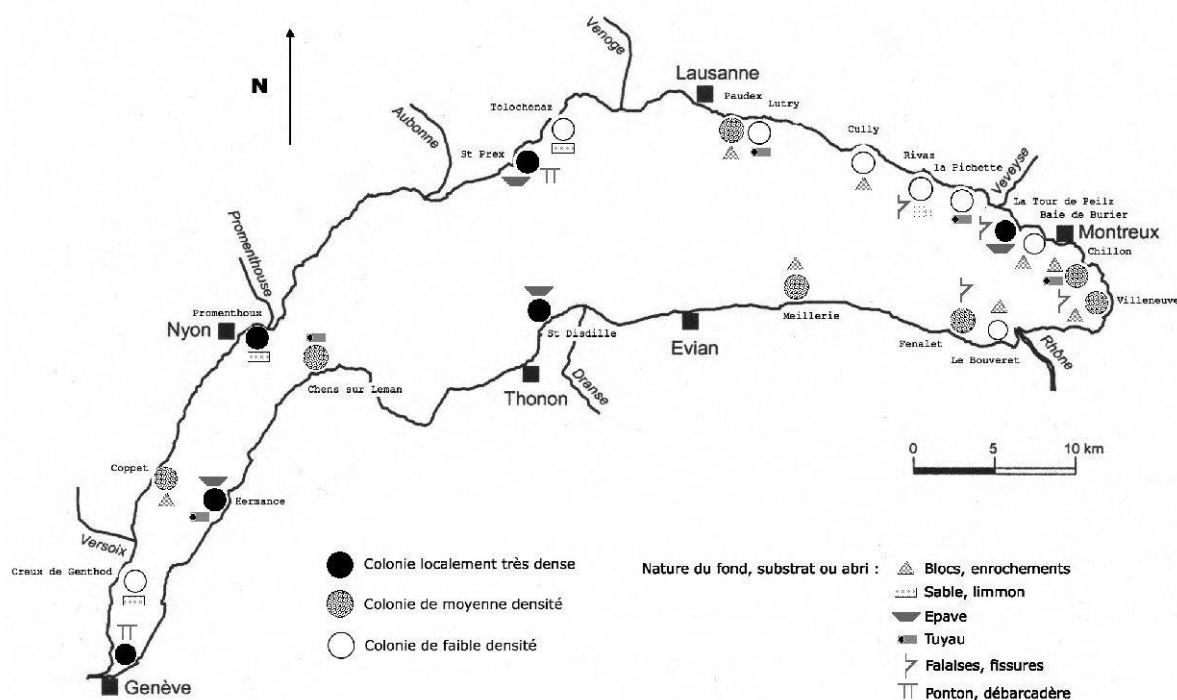 N
Venoge
Lausanne
Paudex
Lutry
Tolochenaz
Aubonne
St Prex
Cully
Rivaz
la Pichette
Veveyse
La Tour de Peilz
Baie de Burier
Montreux
Chillon
Villeneuve
Promenthouse
Promenthoux
Nyon
St Disdille
Meillerie
Evian
Fenalet
Le Bouveret
Rhône
Chens sur Leman
Thonon
Dranse
0 5 10 km
Coppet
Hermance
Versoix
Creux de Genthod
Genève
Colonie localement très dense
Colonie de moyenne densité
Colonie de faible densité
Nature du fond, substrat ou abri :
Blocs, enrochements
Sable, limmon
Epave
Tuyau
Falaises, fissures
Ponton, débarcadère